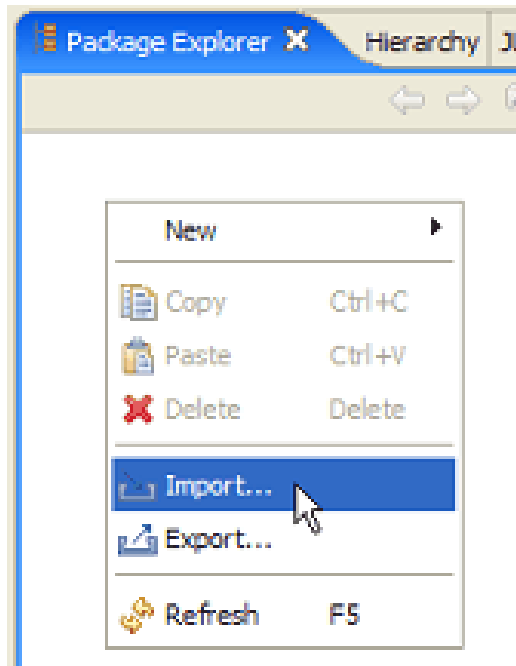 Package Explorer Hierarchy
New
Copy Ctrl+C
Paste Ctrl+V
Delete Delete
Import...
Export...
Refresh F5